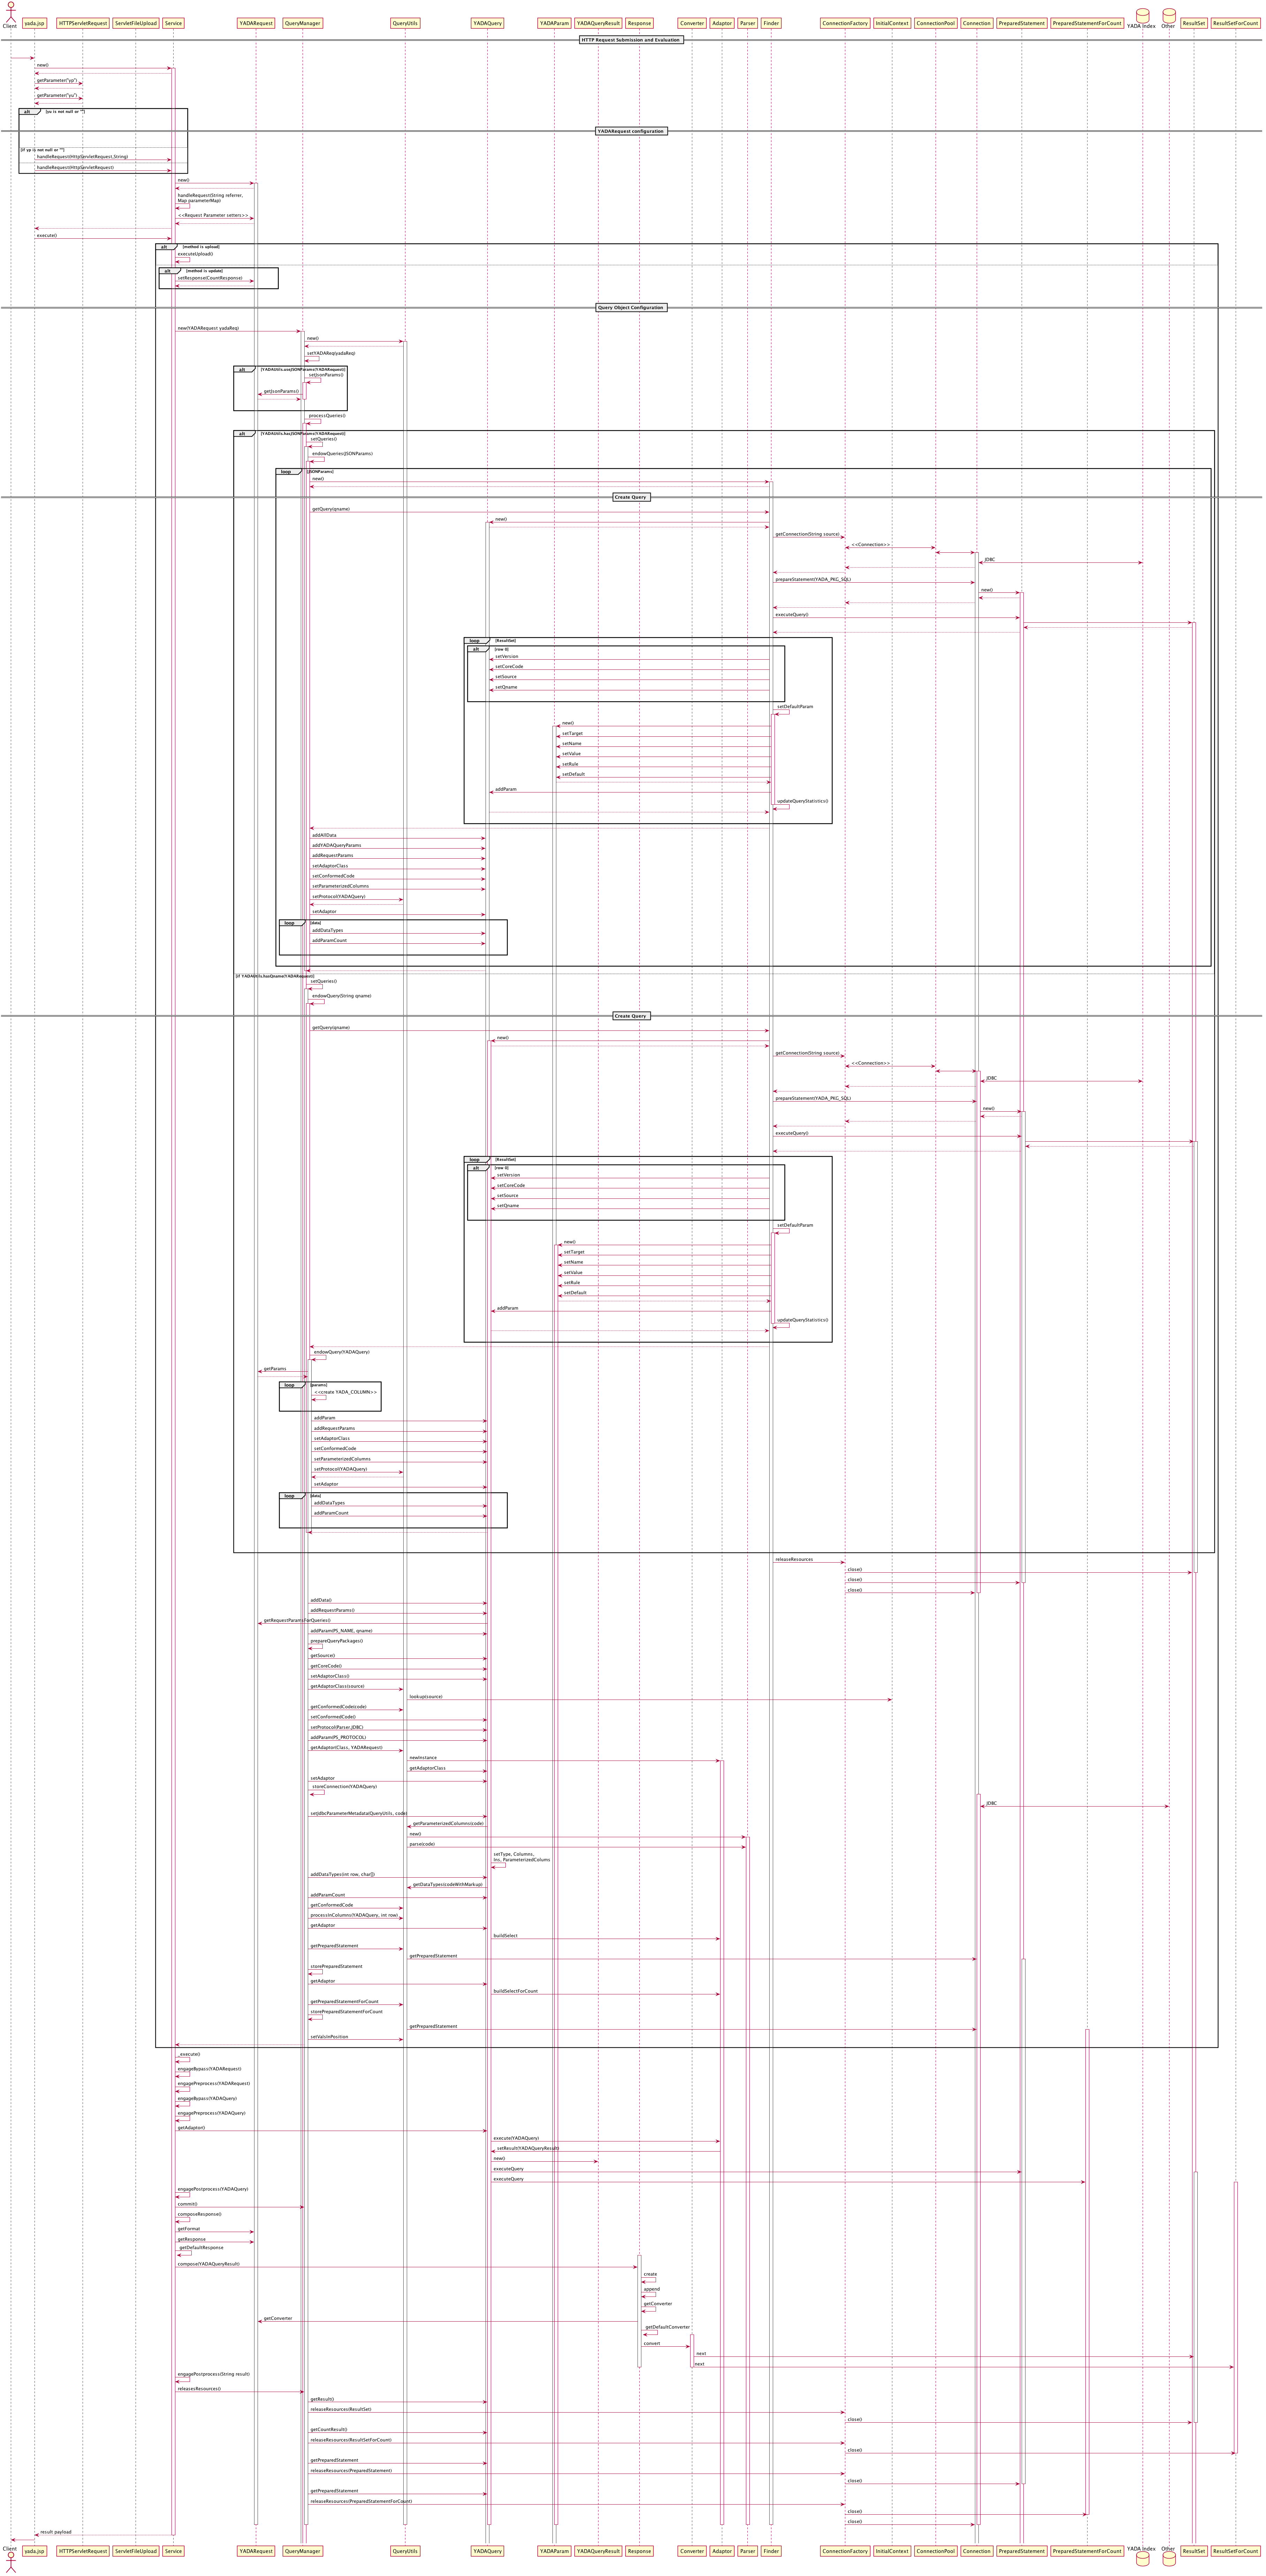 Client
yada.jsp
HTTPServletRequest
ServletFileUpload
Service
YADARequest
QueryManager
QueryUtils
YADAQuery
YADAParam
YADAQueryResult
Response
Converter
Adaptor
Parser
Finder
ConnectionFactory
InitialContext
ConnectionPool
Connection
PreparedStatement
PreparedStatementForCount
YADA Index
Other
ResultSet
ResultSetForCount
HTTP Request Submission and Evaluation
new()
getParameter("yp")
getParameter("yu")
alt [yu is not null or ""]
YADARequest configuration
[if yp is not null or ""]
handleRequest(HttpServletRequest,String)
handleRequest(HttpServletRequest)
new()
handleRequest(String referrer,
Map parameterMap)
<<Request Parameter setters>>
execute()
alt [method is upload]
executeUpload()
alt [method is update]
setResponse(CountResponse)
Query Object Configuration
new(YADARequest yadaReq)
new()
setYADAReq(yadaReq)
alt [YADAUtils.useJSONParams(YADARequest)]
setJsonParams()
getJsonParams()
processQueries()
alt [YADAUtils.hasJSONParams(YADARequest)]
setQueries()
endowQueries(JSONParams)
loop [JSONParams]
new()
Create Query
getQuery(qname)
new()
getConnection(String source)
<<Connection>>
JDBC
prepareStatement(YADA_PKG_SQL)
new()
executeQuery()
loop [ResultSet]
alt [row 0]
setVersion
setCoreCode
setSource
setQname
setDefaultParam
new()
setTarget
setName
setValue
setRule
setDefault
addParam
updateQueryStatistics()
addAllData
addYADAQueryParams
addRequestParams
setAdaptorClass
setConformedCode
setParameterizedColumns
setProtocol(YADAQuery)
setAdaptor
loop [data]
addDataTypes
addParamCount
[if YADAUtils.hasQname(YADARequest)]
setQueries()
endowQuery(String qname)
Create Query
getQuery(qname)
new()
getConnection(String source)
<<Connection>>
JDBC
prepareStatement(YADA_PKG_SQL)
new()
executeQuery()
loop [ResultSet]
alt [row 0]
setVersion
setCoreCode
setSource
setQname
setDefaultParam
new()
setTarget
setName
setValue
setRule
setDefault
addParam
updateQueryStatistics()
endowQuery(YADAQuery)
getParams
loop [params]
<<create YADA_COLUMN>>
addParam
addRequestParams
setAdaptorClass
setConformedCode
setParameterizedColumns
setProtocol(YADAQuery)
setAdaptor
loop [data]
addDataTypes
addParamCount
releaseResources
close()
close()
close()
addData()
addRequestParams()
getRequestParamsForQueries()
addParam(PS_NAME, qname)
prepareQueryPackages()
getSource()
getCoreCode()
setAdaptorClass()
getAdaptorClass(source)
lookup(source)
getConformedCode(code)
setConformedCode()
setProtocol(Parser.JDBC)
addParam(PS_PROTOCOL)
getAdaptor(Class, YADARequest)
newInstance
getAdaptorClass
setAdaptor
storeConnection(YADAQuery)
JDBC
setJdbcParameterMetadata(QueryUtils, code)
getParameterizedColumns(code)
new()
parse(code)
setType, Columns,
Ins, ParameterizedColums
addDataTypes(int row, char[])
getDataTypes(codeWithMarkup)
addParamCount
getConformedCode
processInColumns(YADAQuery, int row)
getAdaptor
buildSelect
getPreparedStatement
getPreparedStatement
storePreparedStatement
getAdaptor
buildSelectForCount
getPreparedStatementForCount
storePreparedStatementForCount
getPreparedStatement
setValsInPosition
_execute()
engageBypass(YADARequest)
engagePreprocess(YADARequest)
engageBypass(YADAQuery)
engagePreprocess(YADAQuery)
getAdaptor()
execute(YADAQuery)
setResult(YADAQueryResult)
new()
executeQuery
executeQuery
engagePostprocess(YADAQuery)
commit()
composeResponse()
getFormat
getResponse
getDefaultResponse
compose(YADAQueryResult)
create
append
getConverter
getConverter
getDefaultConverter
convert
next
next
engagePostprocess(String result)
releasesResources()
getResult()
releaseResources(ResultSet)
close()
getCountResult()
releaseResources(ResultSetForCount)
close()
getPreparedStatement
releaseResources(PreparedStatement)
close()
getPreparedStatement
releaseResources(PreparedStatementForCount)
close()
close()
result payload
Client
yada.jsp
HTTPServletRequest
ServletFileUpload
Service
YADARequest
QueryManager
QueryUtils
YADAQuery
YADAParam
YADAQueryResult
Response
Converter
Adaptor
Parser
Finder
ConnectionFactory
InitialContext
ConnectionPool
Connection
PreparedStatement
PreparedStatementForCount
YADA Index
Other
ResultSet
ResultSetForCount